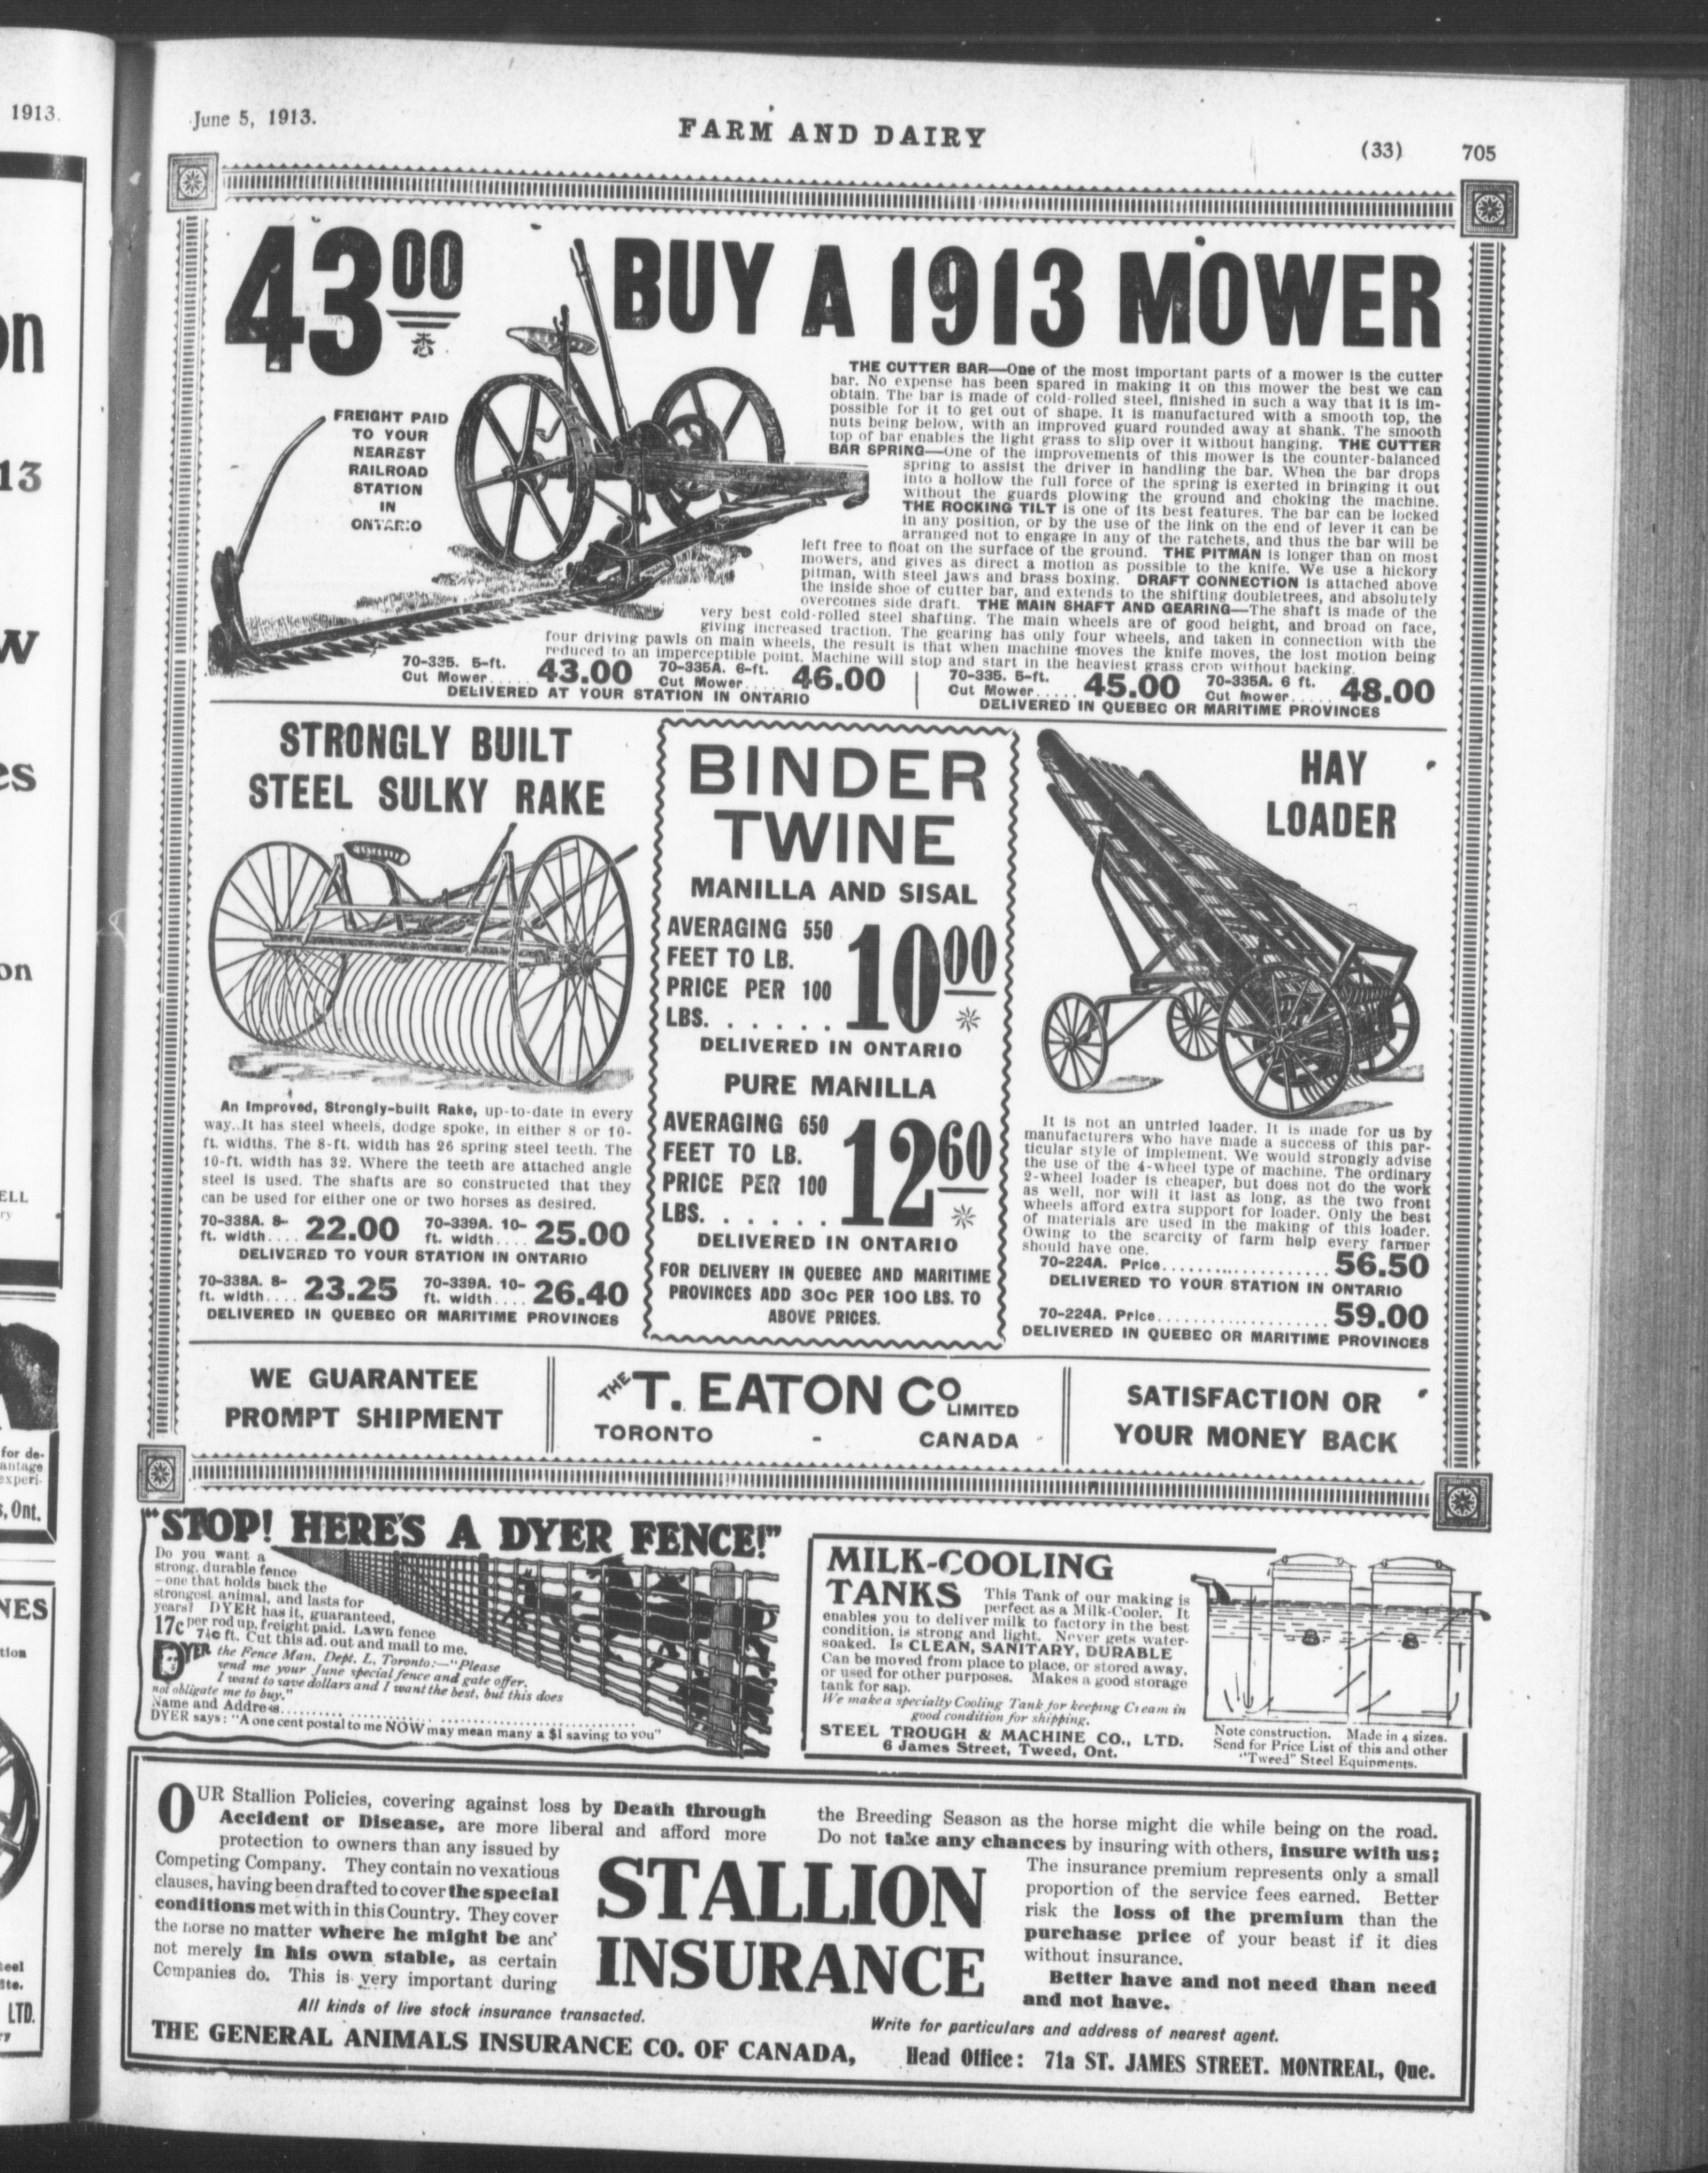 June 5, 1913.
FARM AND DAIRY
(33) 705
43 00
BUY A 1913 MOWER
FREIGHT PAID
TO YOUR
NEAREST
RAILROAD
STATION
IN
ONTARIO
THE CUTTER BAR—One of the most important parts of a mower is the cutter
bar. No expense has been spared in making it on this mower the best we can
obtain. The bar is made of cold-rolled steel, finished in such a way that it is im-
possible for it to get out of shape. It is manufactured with a smooth top, the
nuts being below, with an improved guard rounded away at shank. The smooth
top of bar enables the light grass to slip over it without hanging. THE CUTTER
BAR SPRING—One of the improvements of this mower is the counter-balanced
spring to assist the driver in handling the bar. When the bar drops
into a hollow the full force of the spring is exerted in bringing it out
without the guards plowing the ground and choking the machine.
THE ROCKING TILT is one of its best features. The bar can be locked
in any position, or by the use of the link on the end of lever it can be
arranged not to engage in any of the ratchets, and thus the bar will be
left free to float on the surface of the ground. THE PITMAN is longer than on most
mowers, and gives as direct a motion as possible to the knife. We use a hickory
pitman, with steel jaws and brass boxing. DRAFT CONNECTION is attached above
the inside shoe of cutter bar, and extends to the shifting doubletrees, and absolutely
overcomes side draft. THE MAIN SHAFT AND GEARING—The shaft is made of the
very best cold-rolled steel shafting. The main wheels are of good height, and broad on face,
giving increased traction. The gearing has only four wheels, and taken in connection with the
four driving pawls on main wheels, the result is that when machine moves the knife moves, the lost motion being
reduced to an imperceptible point. Machine will stop and start in the heaviest grass crop without backing.
70-335. 5-ft. Cut Mower..... 43.00 70-335A. 6-ft. Cut Mower..... 46.00
DELIVERED AT YOUR STATION IN ONTARIO
70-335. 5-ft. Cut Mower..... 45.00 70-335A. 6 ft. Cut Mower..... 48.00
DELIVERED IN QUEBEC OR MARITIME PROVINCES
STRONGLY BUILT
STEEL SULKY RAKE
An Improved, Strongly-built Rake, up-to-date in every
way. It has steel wheels, dodge spoke, in either 8 or 10-
ft. widths. The 8-ft. width has 26 spring steel teeth. The
10-ft. width has 32. Where the teeth are attached angle
steel is used. The shafts are so constructed that they
can be used for either one or two horses as desired.
70-338A. 8-ft. width.... 22.00 70-339A. 10-ft. width.... 25.00
DELIVERED TO YOUR STATION IN ONTARIO
70-338A. 8-ft. width.... 23.25 70-339A. 10-ft. width.... 26.40
DELIVERED IN QUEBEC OR MARITIME PROVINCES
BINDER
TWINE
MANILLA AND SISAL
AVERAGING 550
FEET TO LB.
PRICE PER 100
LBS. . . . . . . 10 00
DELIVERED IN ONTARIO
PURE MANILLA
AVERAGING 650
FEET TO LB.
PRICE PER 100
LBS. . . . . . . 12 60
DELIVERED IN ONTARIO
FOR DELIVERY IN QUEBEC AND MARITIME
PROVINCES ADD 30c PER 100 LBS. TO
ABOVE PRICES.
HAY
LOADER
It is not an untried loader. It is made for us by
manufacturers who have made a success of this par-
ticular style of implement. We would strongly advise
the use of the 4-wheel type of machine. The ordinary
2-wheel loader is cheaper, but does not do the work
as well, nor will it last as long, as the two front
wheels afford extra support for loader. Only the best
of materials are used in the making of this loader.
Owing to the scarcity of farm help every farmer
should have one.
70-224A. Price.................... 56.50
DELIVERED TO YOUR STATION IN ONTARIO
70-224A. Price.................... 59.00
DELIVERED IN QUEBEC OR MARITIME PROVINCES
WE GUARANTEE
PROMPT SHIPMENT
THE T. EATON CO LIMITED
TORONTO - CANADA
SATISFACTION OR
YOUR MONEY BACK
"STOP! HERE'S A DYER FENCE!"
Do you want a
strong, durable fence
—one that holds back the
strongest animal, and lasts for
years? DYER has it, guaranteed,
17c per rod up, freight paid. Lawn fence
7½c ft. Cut this ad. out and mail to me.
DYER the Fence Man, Dept. L, Toronto:—"Please
send me your June special fence and gate offer.
I want to save dollars and I want the best, but this does
not obligate me to buy."
Name and Address..........
DYER says: "A one cent postal to me NOW may mean many a $1 saving to you"
MILK-COOLING
TANKS This Tank of our making is
perfect as a Milk-Cooler. It
enables you to deliver milk to factory in the best
condition, is strong and light. Never gets water-
soaked. Is CLEAN, SANITARY, DURABLE
Can be moved from place to place, or stored away,
or used for other purposes. Makes a good storage
tank for sap.
We make a specialty Cooling Tank for keeping Cream in
good condition for shipping.
STEEL TROUGH & MACHINE CO., LTD.
6 James Street, Tweed, Ont.
Note construction. Made in 4 sizes.
Send for Price List of this and other
"Tweed" Steel Equipments.
OUR Stallion Policies, covering against loss by Death through
Accident or Disease, are more liberal and afford more
protection to owners than any issued by
Competing Company. They contain no vexatious
clauses, having been drafted to cover the special
conditions met with in this Country. They cover
the horse no matter where he might be and
not merely in his own stable, as certain
Companies do. This is very important during
STALLION
INSURANCE
the Breeding Season as the horse might die while being on the road.
Do not take any chances by insuring with others, insure with us;
The insurance premium represents only a small
proportion of the service fees earned. Better
risk the loss of the premium than the
purchase price of your beast if it dies
without insurance.
Better have and not need than need
and not have.
All kinds of live stock insurance transacted.
Write for particulars and address of nearest agent.
THE GENERAL ANIMALS INSURANCE CO. OF CANADA,
Head Office: 71a ST. JAMES STREET. MONTREAL, Que.
1913.
on
13
w
es
on
ELL
for de-
antage
experi-
s, Ont.
NES
tion
LTD.